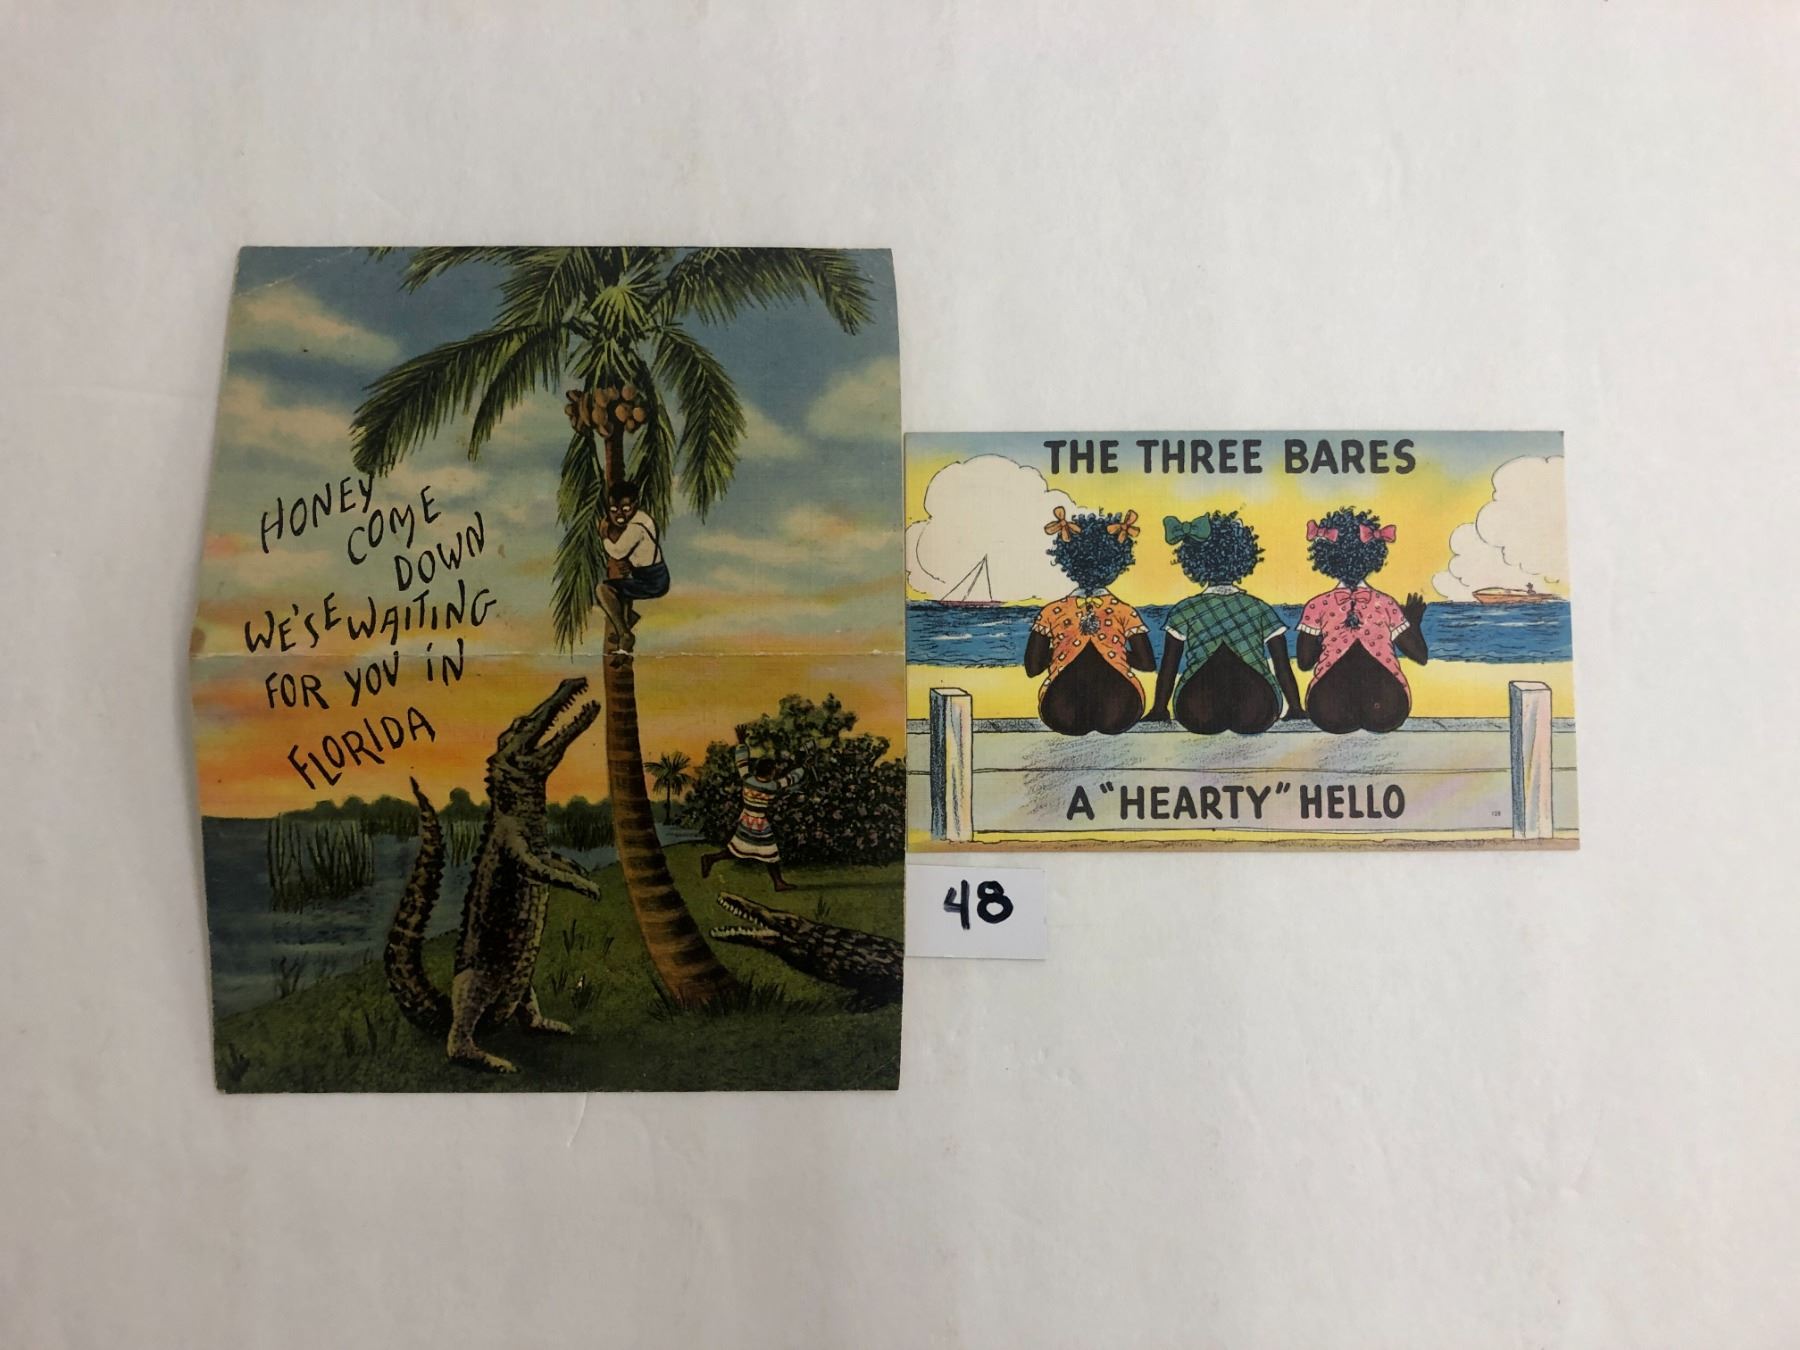 HONEY
COME
DOWN
WE'SE WAITING
FOR YOU iN
FLORIDA
THE THREE BARES
A "HEARTY" HELLO
48